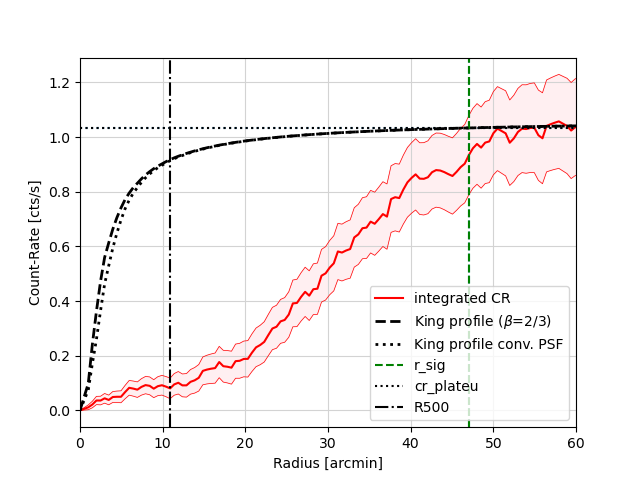 1.2
1.0
0.8
0.6
0.4
0.2
0.0
Count-Rate [cts/s]
integrated CR
King profile (β=2/3)
King profile conv. PSF
r_sig
cr_plateu
R500
0 10 20 30 40 50 60
Radius [arcmin]